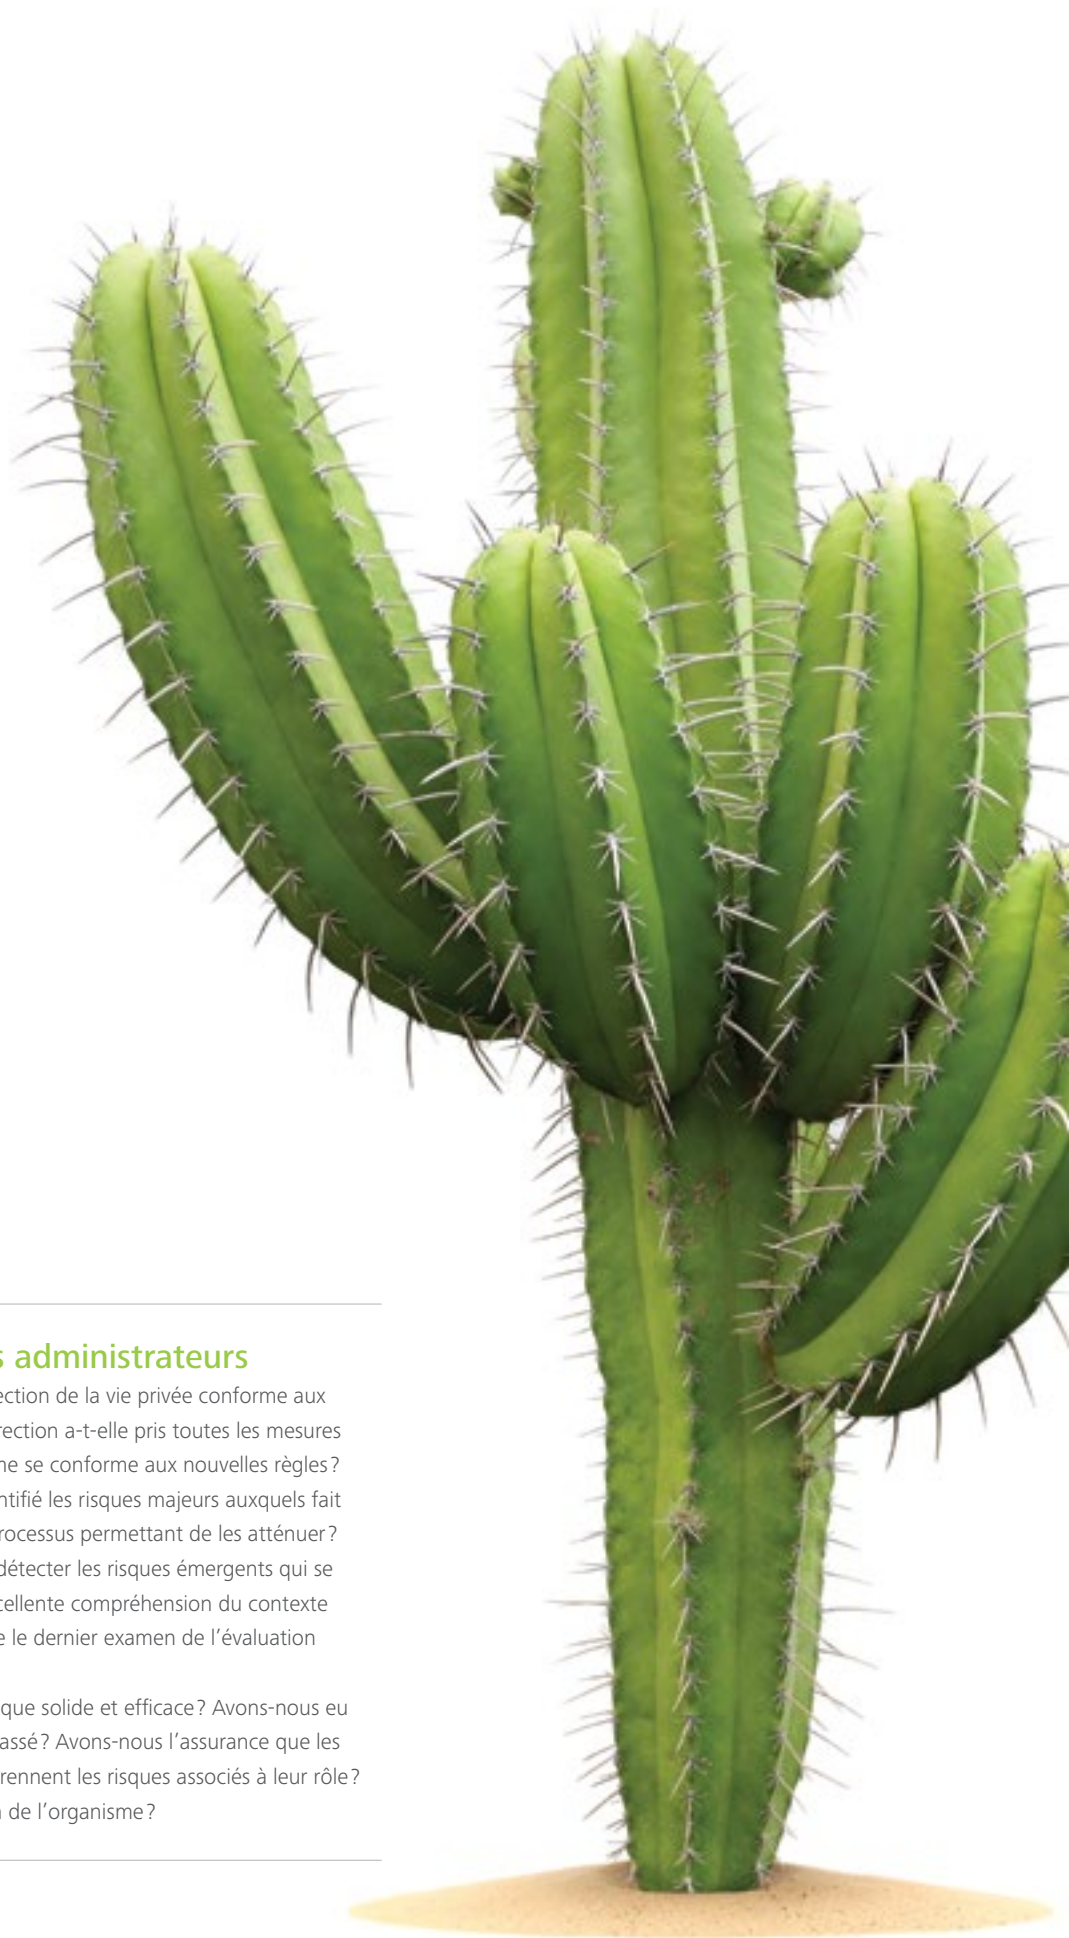 s administrateurs
ection de la vie privée conforme aux
rection a-t-elle pris toutes les mesures
ne se conforme aux nouvelles règles?
ntifié les risques majeurs auxquels fait
rocessus permettant de les atténuer?
détecter les risques émergents qui se
cellente compréhension du contexte
e le dernier examen de l'évaluation
que solide et efficace? Avons-nous eu
assé? Avons-nous l'assurance que les
rennent les risques associés à leur rôle?
de l'organisme?